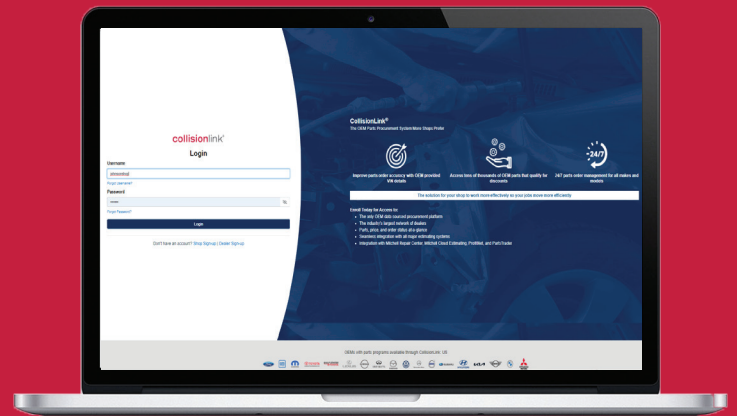 collisionlink
Login
Username
Forgot Username?
Password
Forgot Password?
Login
Don't have an account? Shop Sign-up | Dealer Sign-up
CollisionLink®
The OEM Parts Procurement System More Shops Prefer
Improve parts order accuracy with OEM provided
VIN details
Access tens of thousands of OEM parts that qualify for
discounts
24/7
24/7 parts order management for all makes and
models
The solution for your shop to work more effectively so your jobs move more efficiently
Enroll Today for Access to:
• The only OEM data-sourced procurement platform
• The industry's largest network of dealers
• Parts, price, and order status at-a-glance
• Seamless integration with all major estimating systems
• Integration with Mitchell Repair Center, Mitchell Cloud Estimating, ProfitNet, and PartsTrader
OEMs with parts programs available through CollisionLink: US